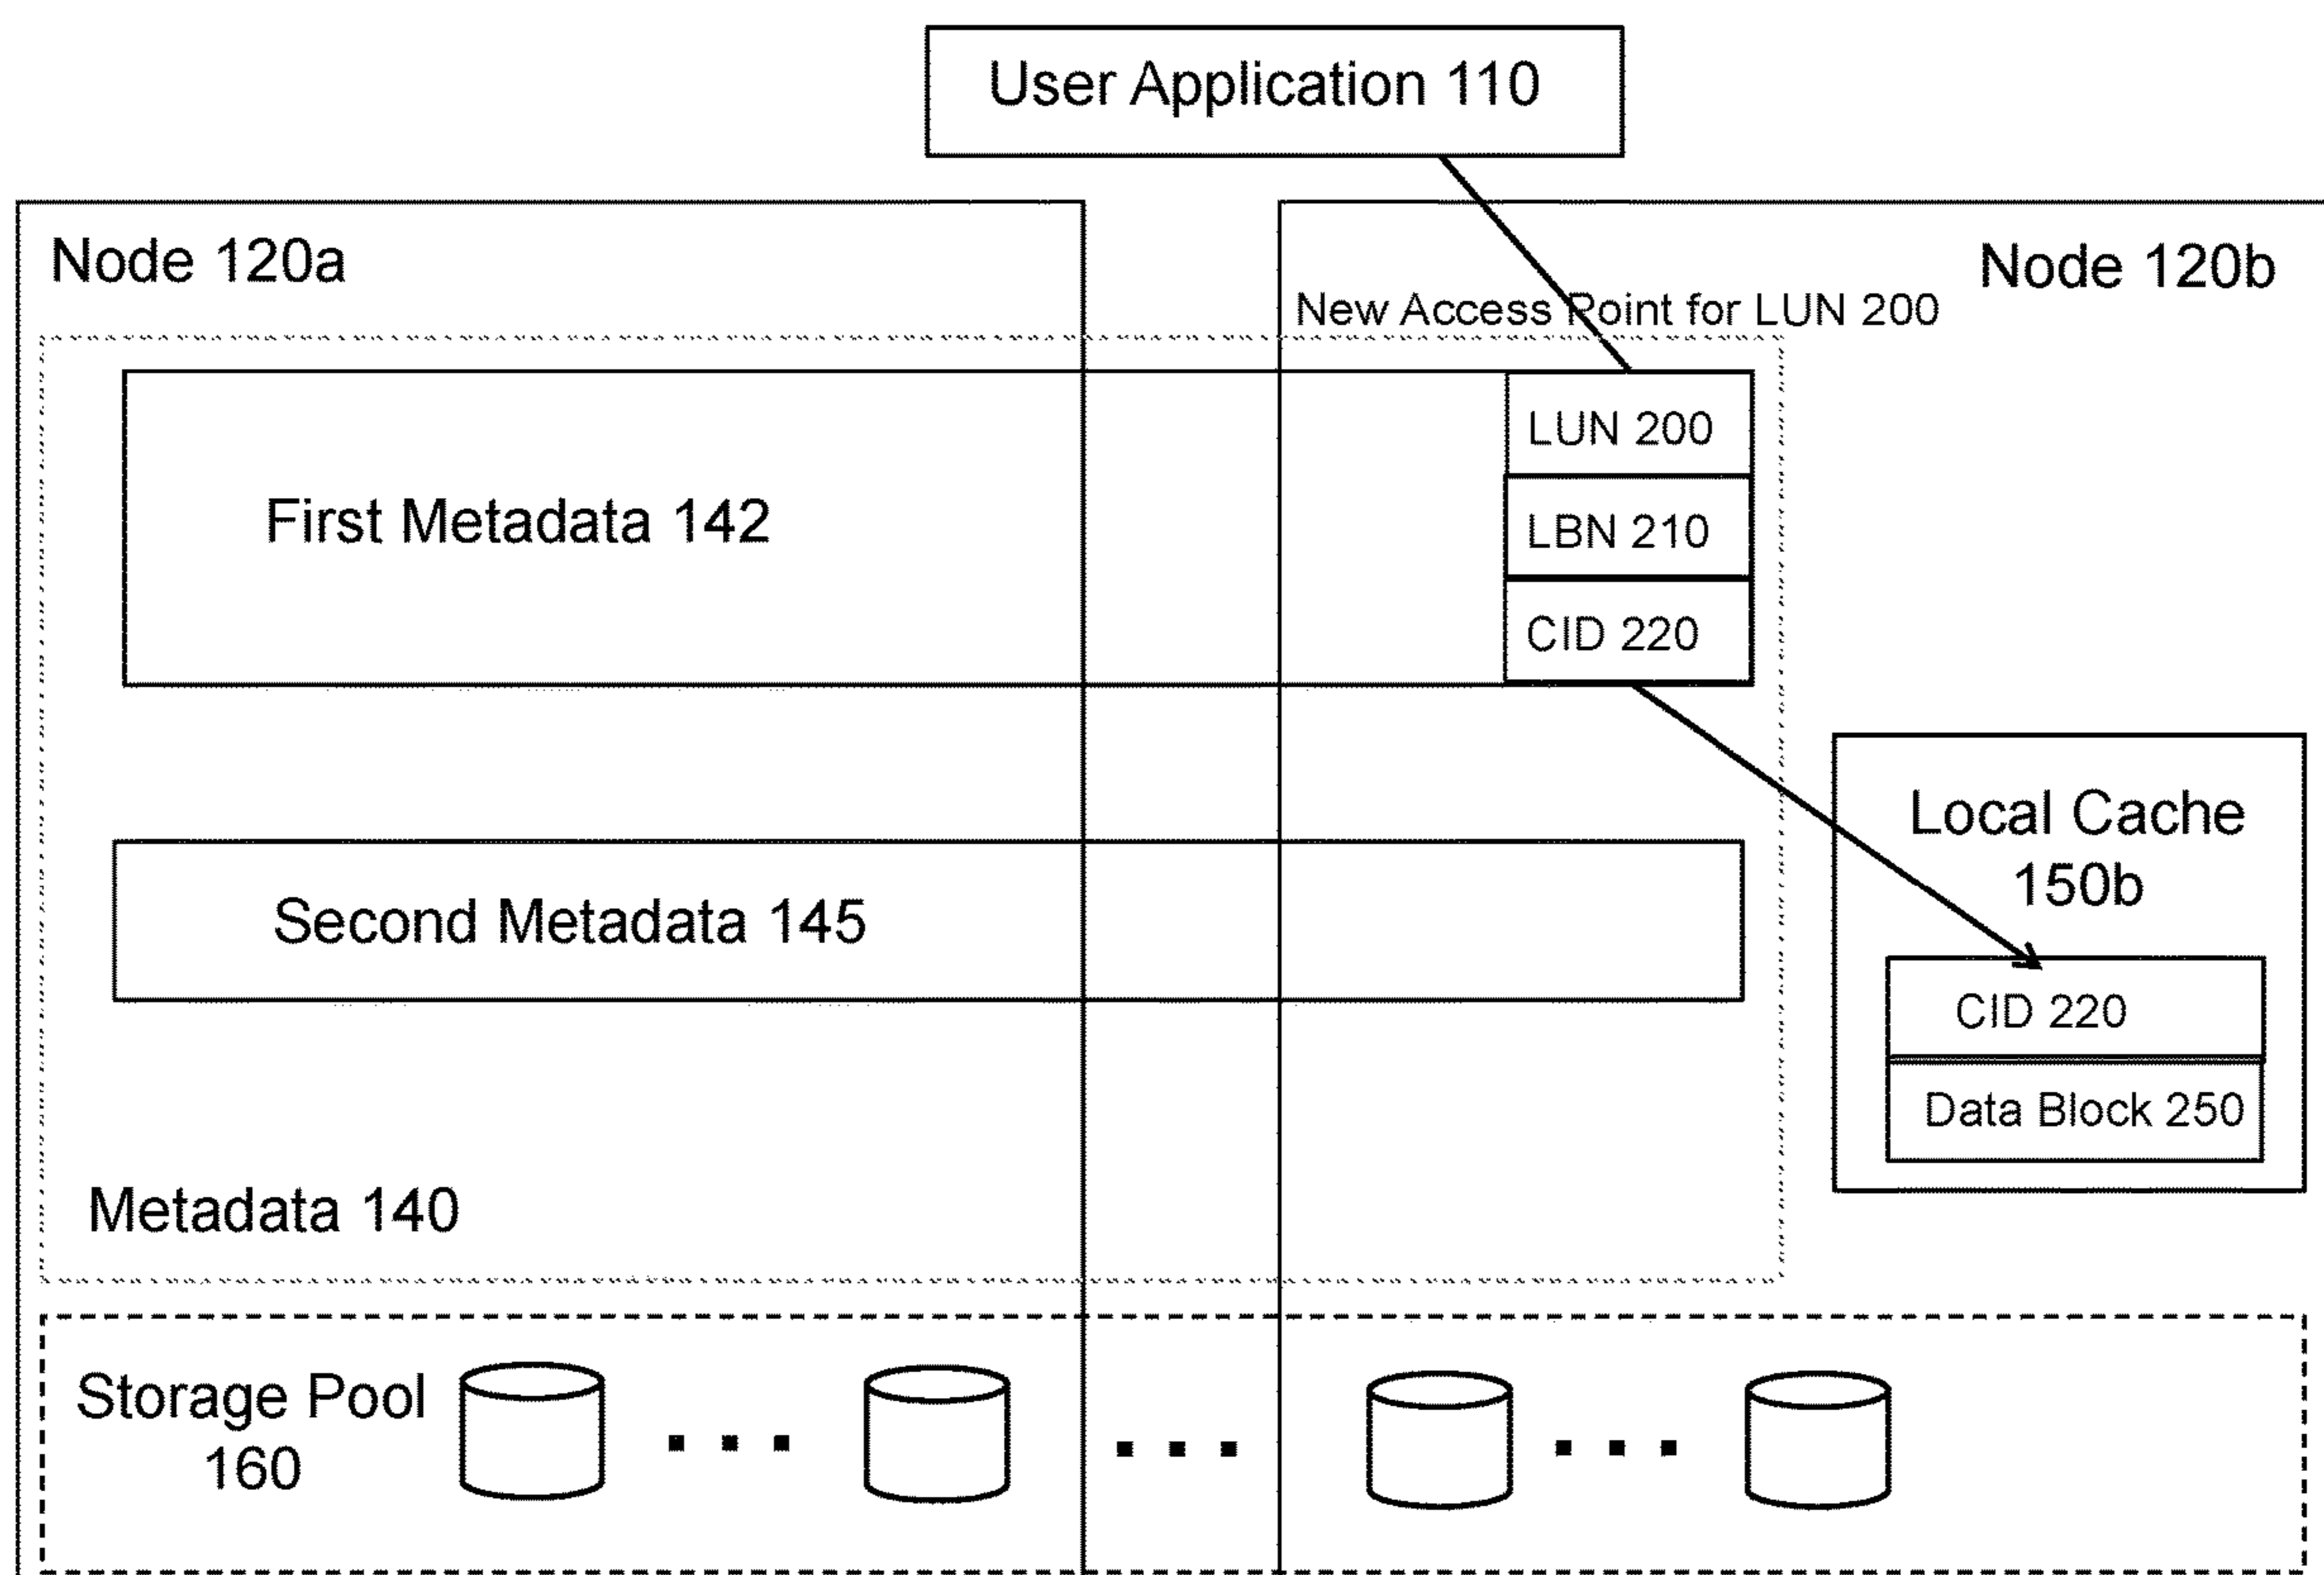 User Application 110
Node 120a
Node 120b
New Access Point for LUN 200
LUN 200
First Metadata 142
LBN 210
CID 220
Local Cache
150b
Second Metadata 145
CID 220
Data Block 250
Metadata 140
Storage Pool
160